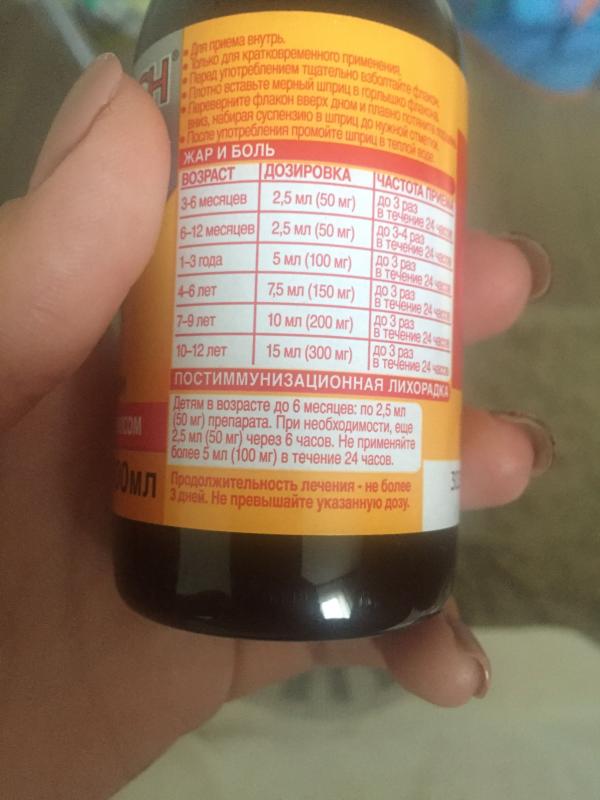 • Для приема внутрь.
• Только для кратковременного применения.
• Перед употреблением тщательно взболтайте флакон.
• Плотно вставьте мерный шприц в горлышко флакона.
• Переверните флакон вверх дном и плавно потяните
вниз, набирая суспензию в шприц до нужной отметки.
• После употребления промойте шприц в теплой воде.
ЖАР И БОЛЬ
ВОЗРАСТ ДОЗИРОВКА ЧАСТОТА ПРИЕМА
3-6 месяцев 2,5 мл (50 мг) до 3 раз
в течение 24 часов
6–12 месяцев 2,5 мл (50 мг) до 3-4 раз
в течение 24 часов
1–3 года 5 мл (100 мг) до 3 раз
в течение 24 часов
4–6 лет 7,5 мл (150 мг) до 3 раз
в течение 24 часов
7–9 лет 10 мл (200 мг) до 3 раз
в течение 24 часов
10–12 лет 15 мл (300 мг) до 3 раз
в течение 24 часов
ПОСТИММУНИЗАЦИОННАЯ ЛИХОРАДКА
Детям в возрасте до 6 месяцев: по 2,5 мл
(50 мг) препарата. При необходимости, еще
2,5 мл (50 мг) через 6 часов. Не применяйте
более 5 мл (100 мг) в течение 24 часов.
Продолжительность лечения - не более
3 дней. Не превышайте указанную дозу.